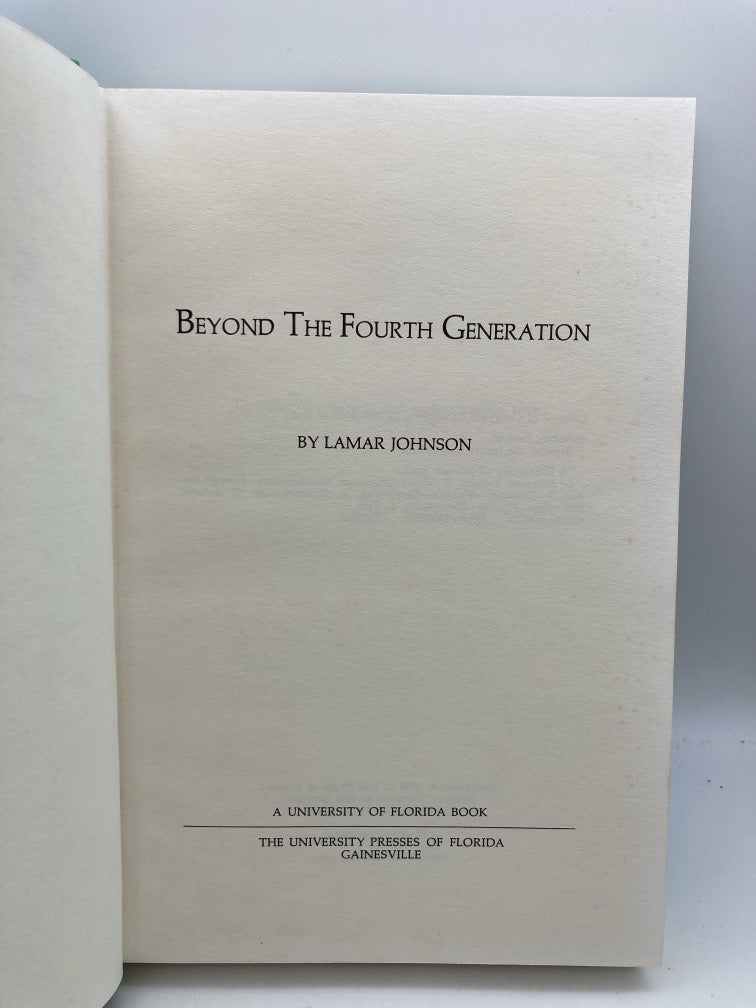 BEYOND THE FOURTH GENERATION
BY LAMAR JOHNSON
A UNIVERSITY OF FLORIDA BOOK
THE UNIVERSITY PRESSES OF FLORIDA
GAINESVILLE